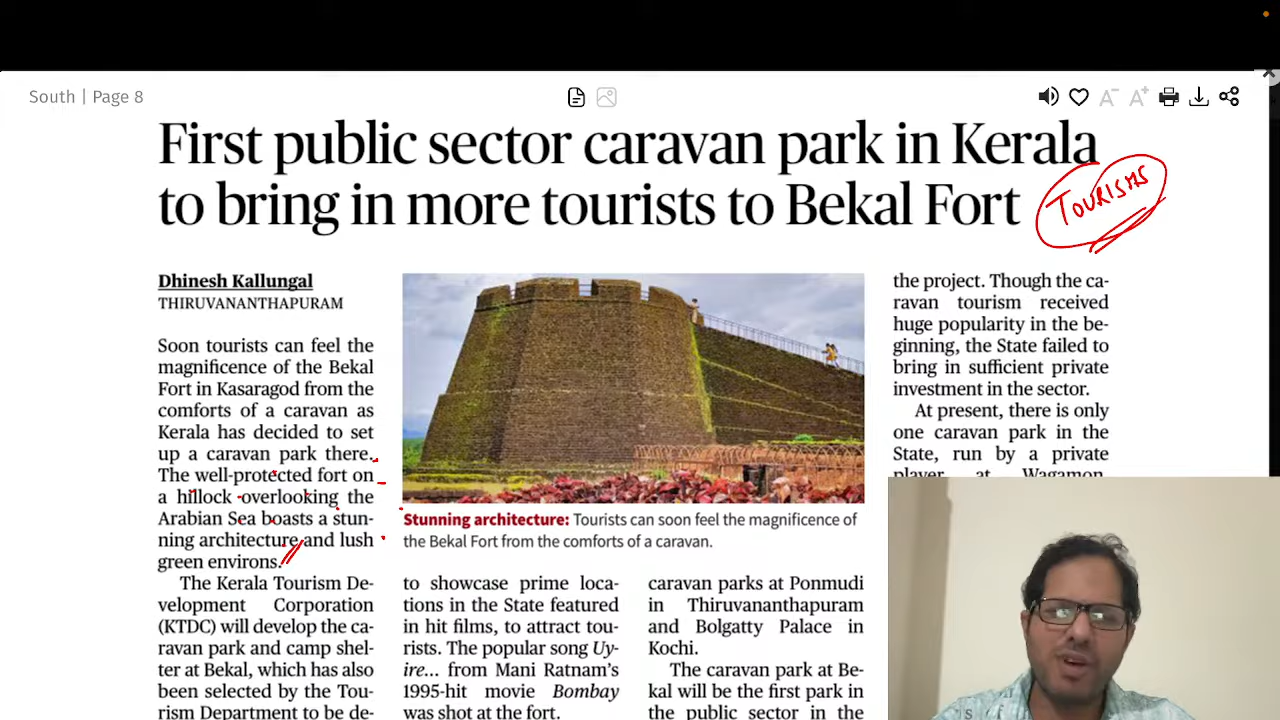 South | Page 8
First public sector caravan park in Kerala
to bring in more tourists to Bekal Fort
TOURISMS
Dhinesh Kallungal
THIRUVANANTHAPURAM
Soon tourists can feel the
magnificence of the Bekal
Fort in Kasaragod from the
comforts of a caravan as
Kerala has decided to set
up a caravan park there.
The well-protected fort on
a hillock overlooking the
Arabian Sea boasts a stun-
ning architecture and lush
green environs.
The Kerala Tourism De-
velopment Corporation
(KTDC) will develop the ca-
ravan park and camp shel-
ter at Bekal, which has also
been selected by the Tou-
rism Department to be de-
Stunning architecture: Tourists can soon feel the magnificence of
the Bekal Fort from the comforts of a caravan.
to showcase prime loca-
tions in the State featured
in hit films, to attract tou-
rists. The popular song Uy-
ire... from Mani Ratnam's
1995-hit movie Bombay
was shot at the fort.
caravan parks at Ponmudi
in Thiruvananthapuram
and Bolgatty Palace in
Kochi.
The caravan park at Be-
kal will be the first park in
the public sector in the
the project. Though the ca-
ravan tourism received
huge popularity in the be-
ginning, the State failed to
bring in sufficient private
investment in the sector.
At present, there is only
one caravan park in the
State, run by a private
player at Wagamon,
A-
A+